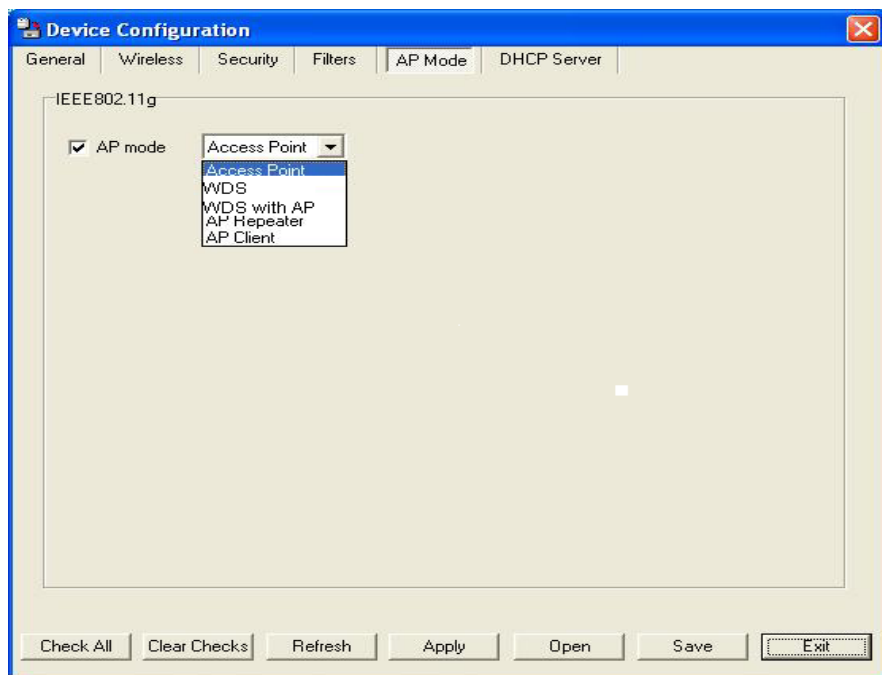 Device Configuration
General Wireless Security Filters AP Mode DHCP Server
IEEE802.11g
AP mode Access Point
Access Point
WDS
WDS with AP
AP Repeater
AP Client
Check All Clear Checks Refresh Apply Open Save Exit